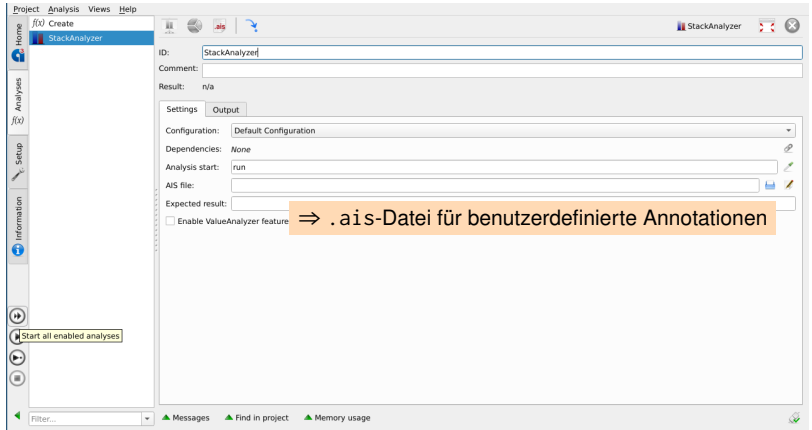 Project Analysis Views Help
Home
Analyses
f(x)
Setup
Information
f(x) Create
StackAnalyzer
.ais
StackAnalyzer
ID: StackAnalyzer
Comment:
Result: n/a
Settings Output
Configuration: Default Configuration
Dependencies: None
Analysis start: run
AIS file:
Expected result:
Enable ValueAnalyzer feature
⇒ .ais-Datei für benutzerdefinierte Annotationen
Start all enabled analyses
Filter...
Messages Find in project Memory usage